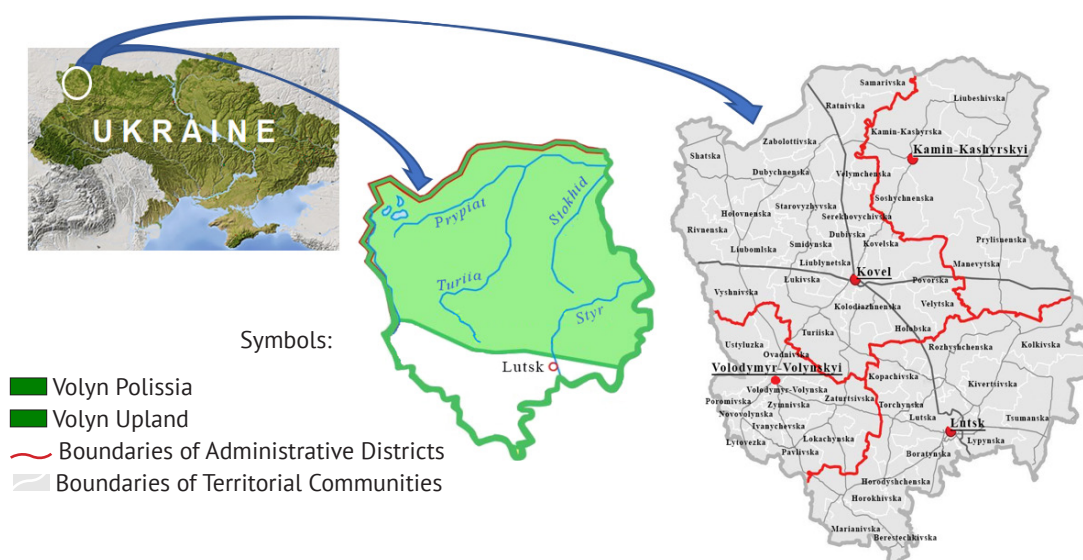 UKRAINE
Prypiat
Stokhid
Turiia
Styr
Lutsk
Symbols:
Volyn Polissia
Volyn Upland
Boundaries of Administrative Districts
Boundaries of Territorial Communities
Samarivska
Liubeshivska
Ratnivska
Kamin-Kashyrska
Zabolottivska
Kamin-Kashyrskyi
Shatska
Dubychnenska
Velymchenska
Soshychnenska
Starovyzhvska
Holovnenska
Serekhovychivska
Rivnenska
Dubivska
Prylisnenska
Smidynska
Kovelska
Liubomlska
Liublynetska
Manevytska
Kovel
Lukivska
Povorska
Vyshnivska
Velytska
Kolodiazhnenska
Turiiska
Holobska
Ustyluzka
Rozhyshchenska
Kolkivska
Ovadnivska
Volodymyr-Volynskyi
Kopachivska
Volodymyr-Volynska
Kivertsivska
Poromivska
Zymnivska
Zaturtsivska
Torchynska
Novovolynska
Lutska
Tsumanska
Ivanychevska
Lutsk
Lytovezka
Lokachynska
Lypynska
Pavlivska
Boratynska
Horodyshchenska
Horokhivska
Marianivska
Berestechkivska